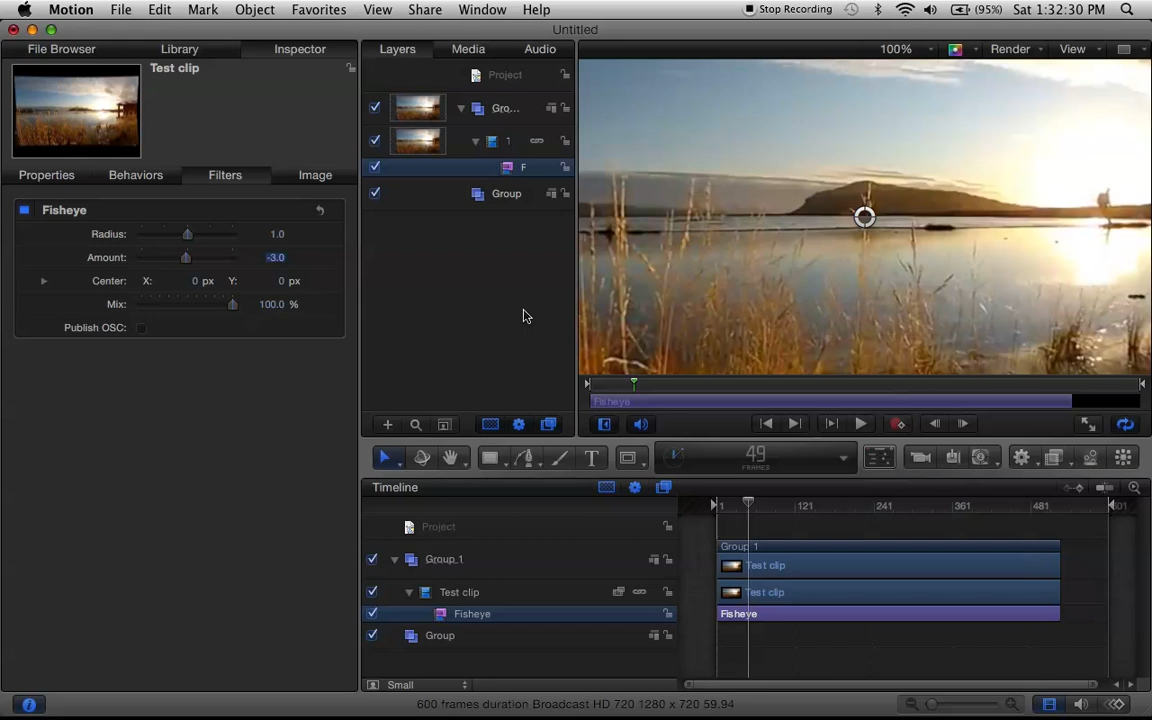 Motion File Edit Mark Object Favorites View Share Window Help Stop Recording (95%) Sat 1:32:30 PM
Untitled
File Browser Library Inspector Layers Media Audio 100% Render View
Test clip
Project
Gro...
1
F
Group
Properties Behaviors Filters Image
Fisheye
Radius: 1.0
Amount: -3.0
Center: X: 0 px Y: 0 px
Mix: 100.0 %
Publish OSC:
Fisheye
49
FRAMES
Timeline
1 121 241 361 481 601
Project
Group 1 Group 1
Test clip
Test clip Test clip
Fisheye Fisheye
Group
Small
600 frames duration Broadcast HD 720 1280 x 720 59.94